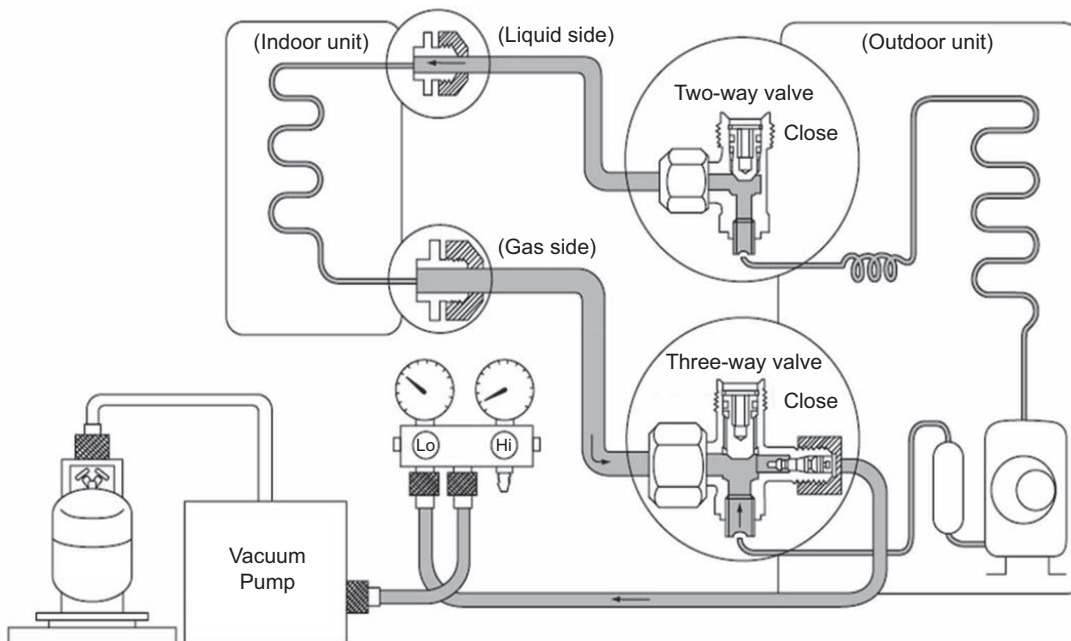 (Indoor unit)
(Liquid side)
(Outdoor unit)
Two-way valve
Close
(Gas side)
Three-way valve
Close
Lo
Hi
Vacuum
Pump